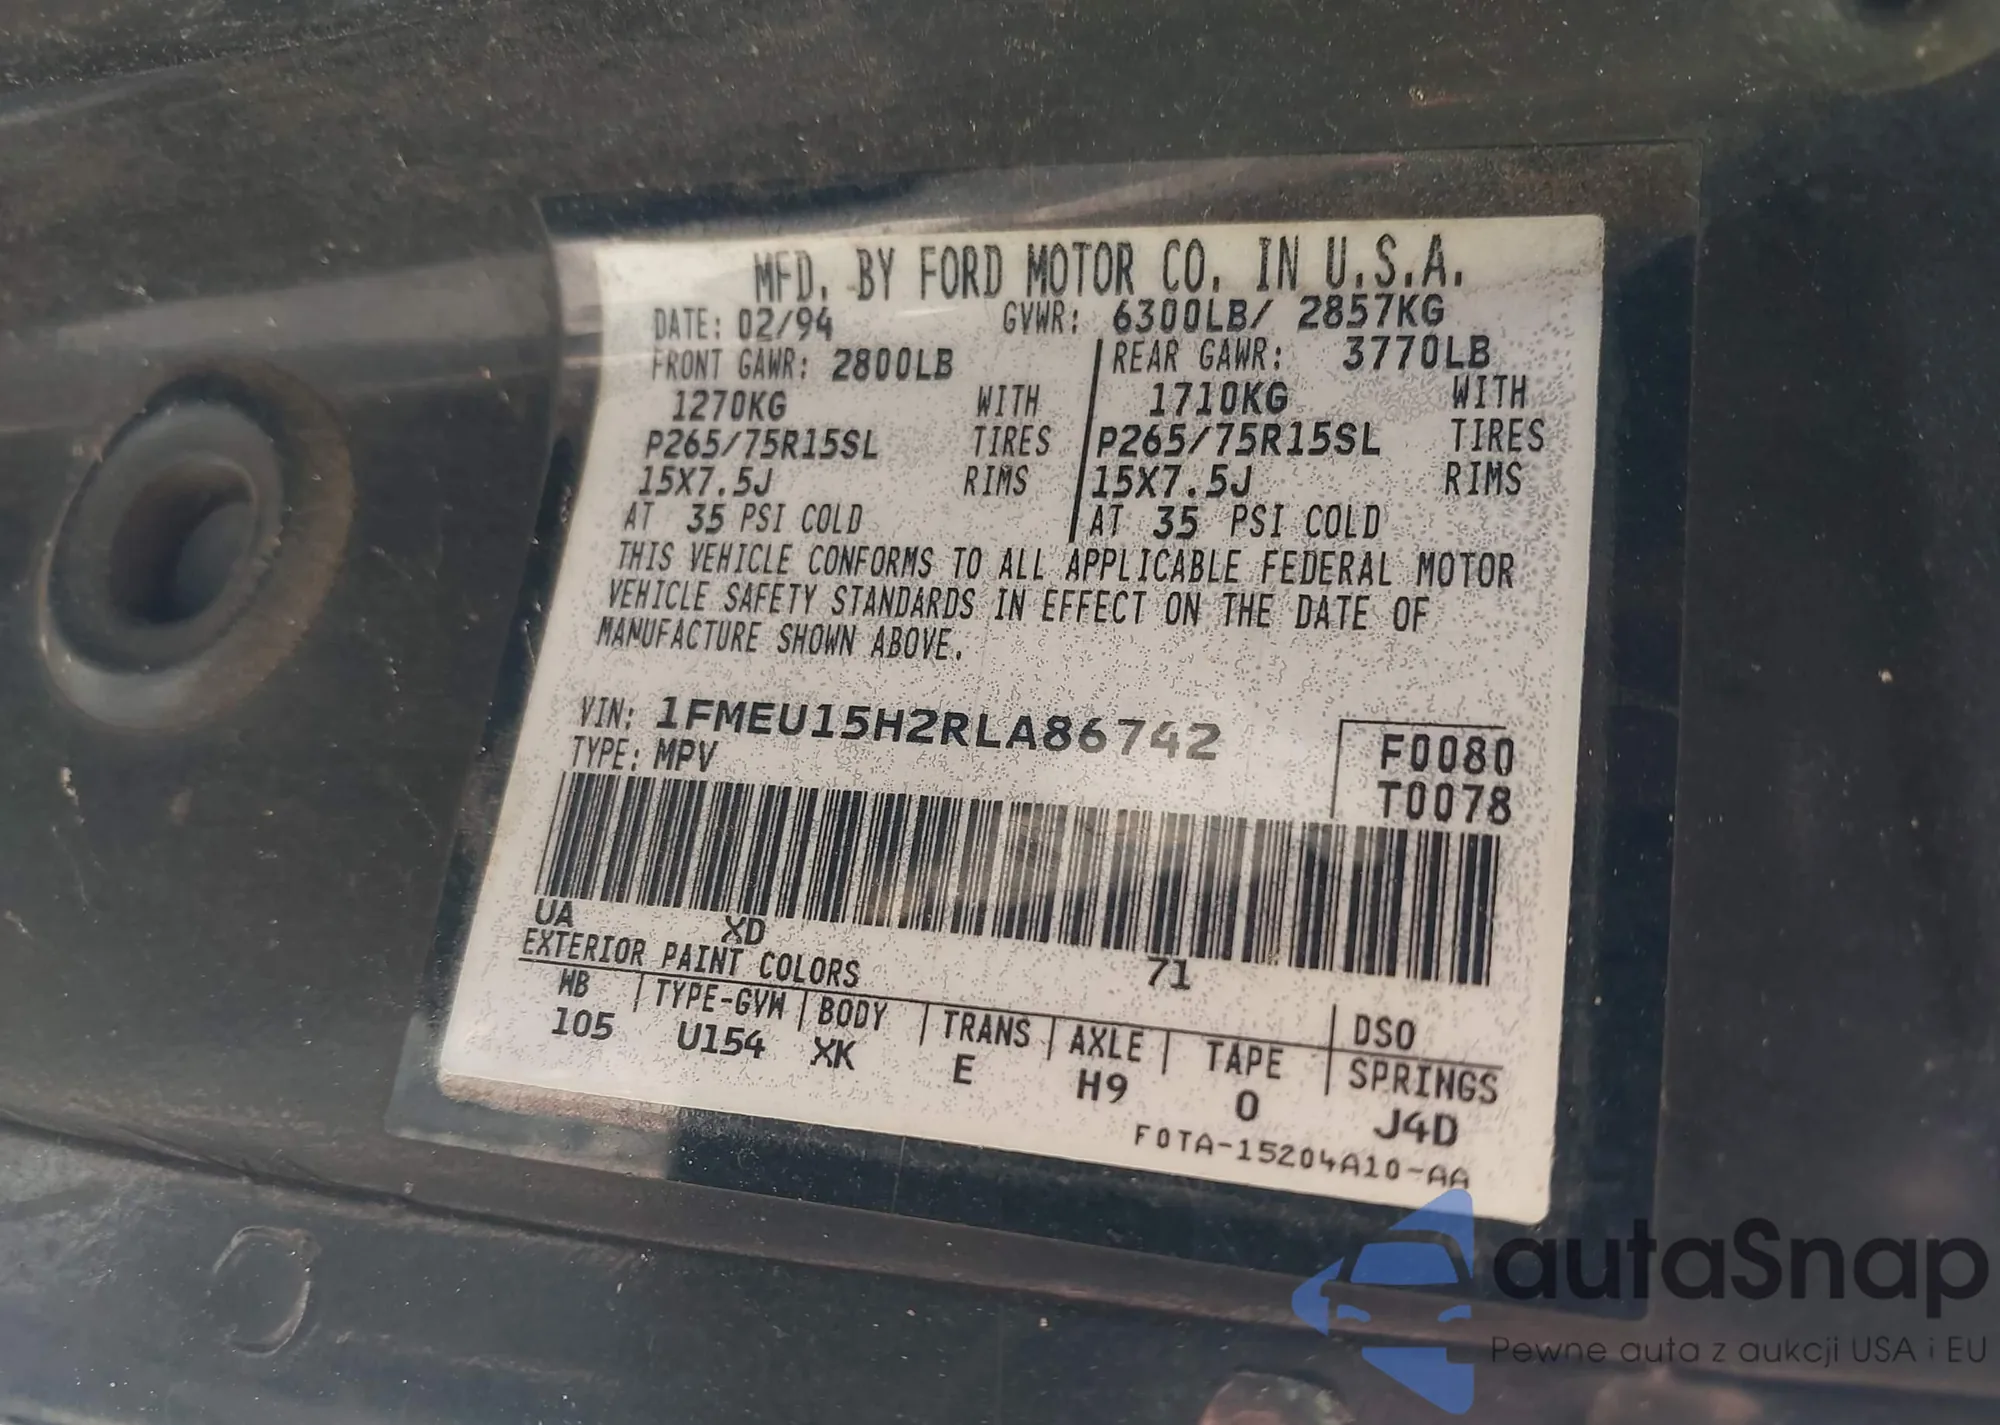 MFD. BY FORD MOTOR CO. IN U.S.A.
DATE: 02/94 GVWR: 6300LB/ 2857KG
FRONT GAWR: 2800LB REAR GAWR: 3770LB
1270KG WITH 1710KG WITH
P265/75R15SL TIRES P265/75R15SL TIRES
15X7.5J RIMS 15X7.5J RIMS
AT 35 PSI COLD AT 35 PSI COLD
THIS VEHICLE CONFORMS TO ALL APPLICABLE FEDERAL MOTOR
VEHICLE SAFETY STANDARDS IN EFFECT ON THE DATE OF
MANUFACTURE SHOWN ABOVE.
VIN: 1FMEU15H2RLA86742
TYPE: MPV
F0080
T0078
UA XD 71
EXTERIOR PAINT COLORS
WB TYPE-GVW BODY TRANS AXLE TAPE DSO
SPRINGS
105 U154 XK E H9 0 J4D
F0TA-15204A10-AA
autaSnap
Pewne auta z aukcji USA i EU